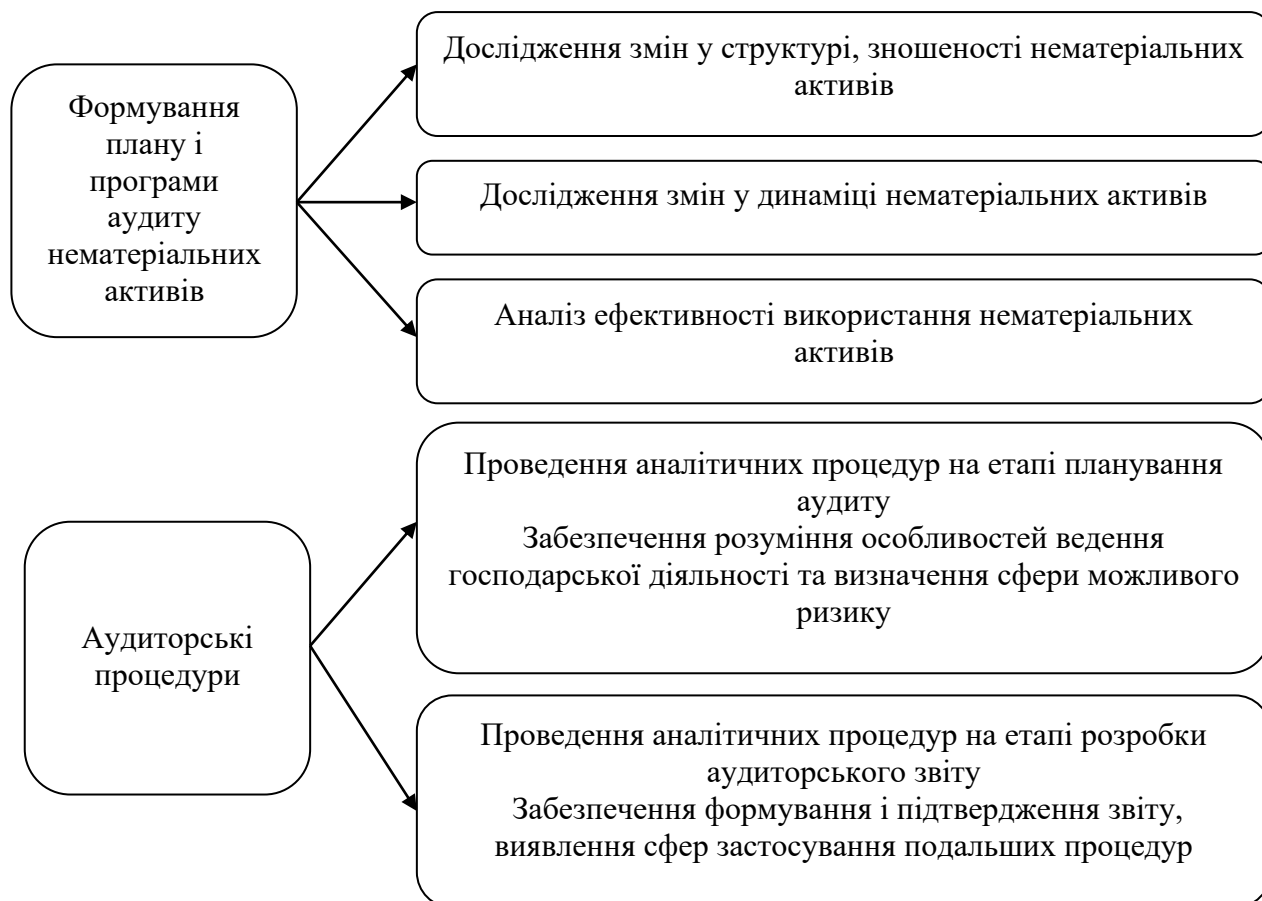 Формування
плану і
програми
аудиту
нематеріальних
активів
Дослідження змін у структурі, зношеності нематеріальних
активів
Дослідження змін у динаміці нематеріальних активів
Аналіз ефективності використання нематеріальних
активів
Аудиторські
процедури
Проведення аналітичних процедур на етапі планування
аудиту
Забезпечення розуміння особливостей ведення
господарської діяльності та визначення сфери можливого
ризику
Проведення аналітичних процедур на етапі розробки
аудиторського звіту
Забезпечення формування і підтвердження звіту,
виявлення сфер застосування подальших процедур